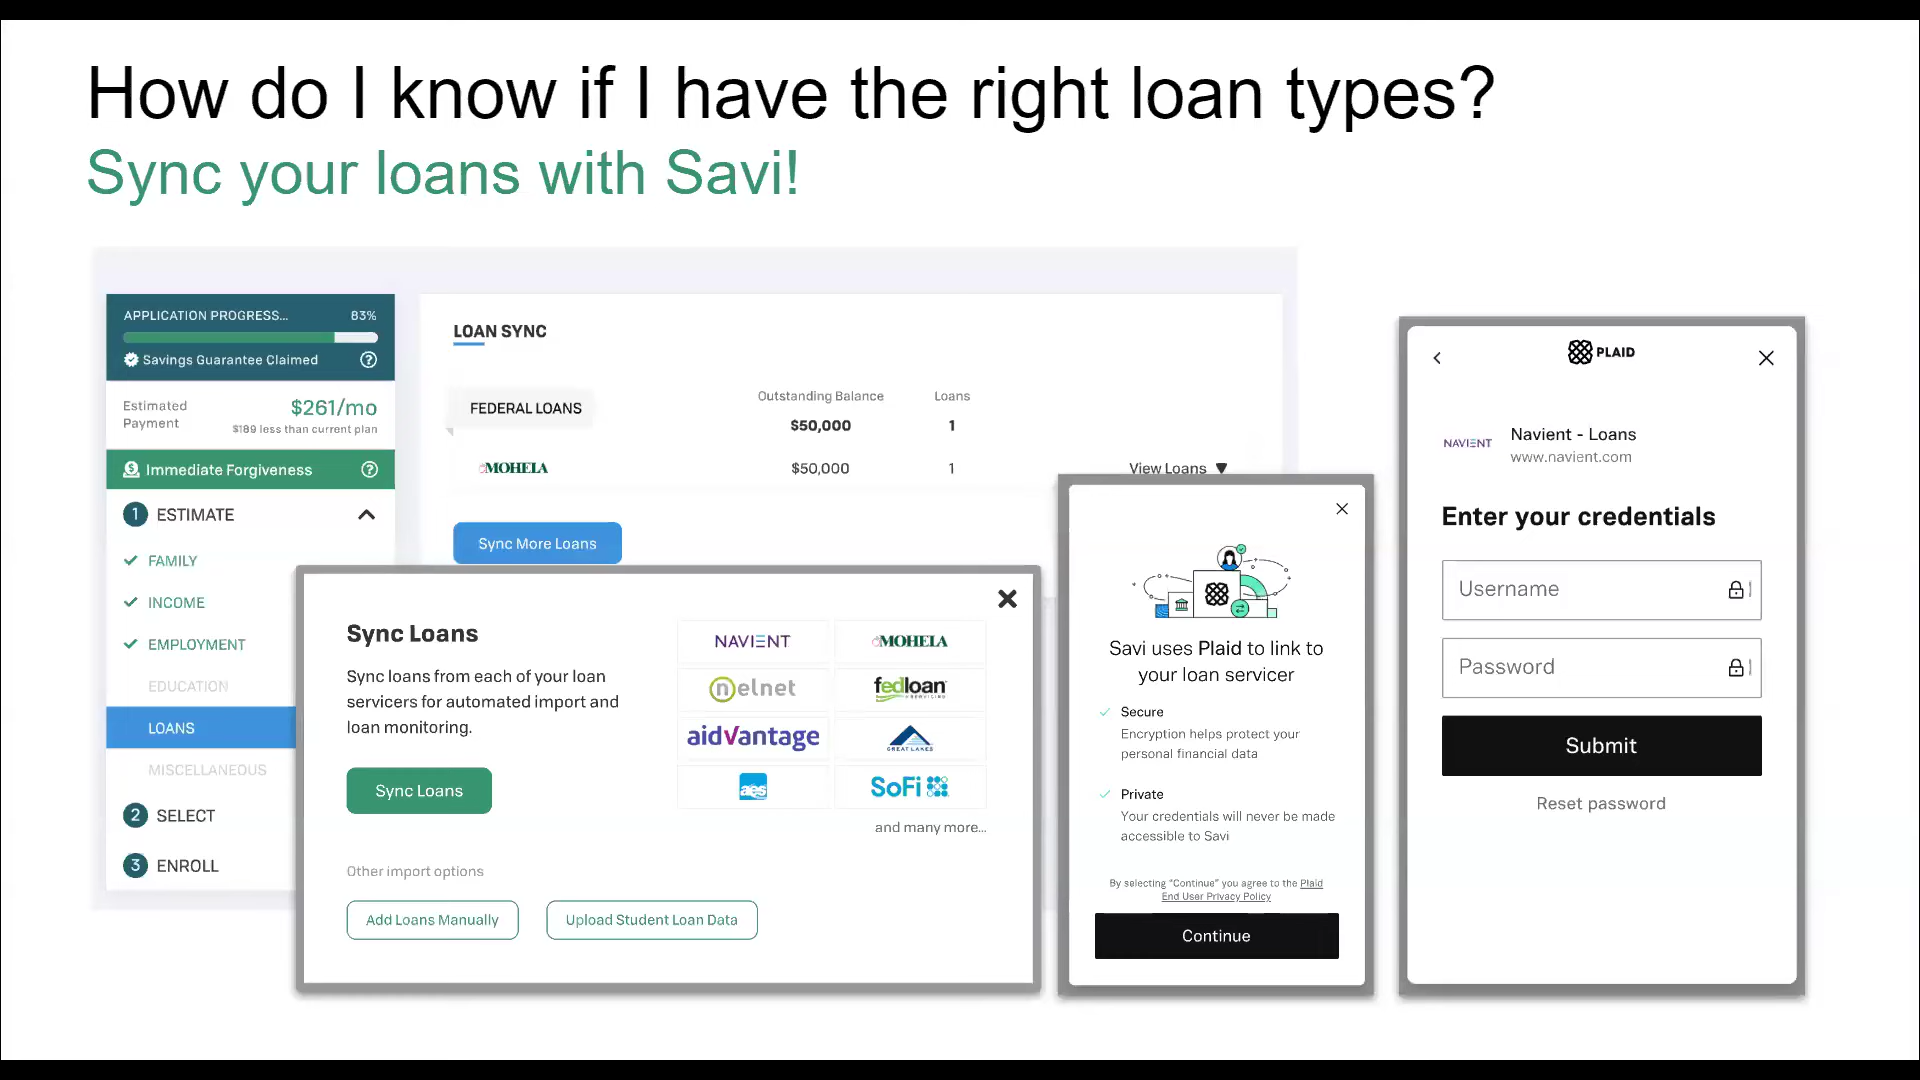 How do I know if I have the right loan types?
Sync your loans with Savi!
APPLICATION PROGRESS... 83%
Savings Guarantee Claimed ?
Estimated Payment
$261/mo
$189 less than current plan
Immediate Forgiveness ?
1 ESTIMATE
FAMILY
INCOME
EMPLOYMENT
EDUCATION
LOANS
MISCELLANEOUS
2 SELECT
3 ENROLL
LOAN SYNC
Outstanding Balance Loans
FEDERAL LOANS $50,000 1
MOHELA $50,000 1 View Loans
Sync More Loans
Sync Loans
Sync loans from each of your loan
servicers for automated import and
loan monitoring.
Sync Loans
NAVIENT MOHELA
nelnet fedloan SERVICING
aidvantage GREAT LAKES
aes SoFi
and many more...
Other import options
Add Loans Manually Upload Student Loan Data
Savi uses Plaid to link to
your loan servicer
Secure
Encryption helps protect your
personal financial data
Private
Your credentials will never be made
accessible to Savi
By selecting "Continue" you agree to the Plaid
End User Privacy Policy
Continue
PLAID
NAVIENT Navient - Loans
www.navient.com
Enter your credentials
Username
Password
Submit
Reset password